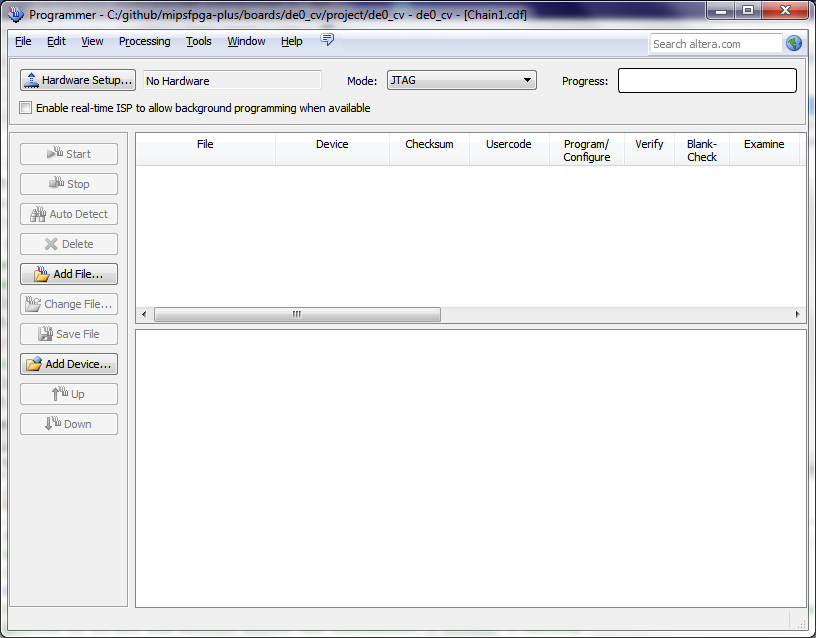 Programmer - C:/github/mipsfpga-plus/boards/de0_cv/project/de0_cv - de0_cv - [Chain1.cdf]
File Edit View Processing Tools Window Help
Search altera.com
Hardware Setup... No Hardware Mode: JTAG Progress:
Enable real-time ISP to allow background programming when available
Start
Stop
Auto Detect
Delete
Add File...
Change File...
Save File
Add Device...
Up
Down
File Device Checksum Usercode Program/ Verify Blank- Examine
Configure Check